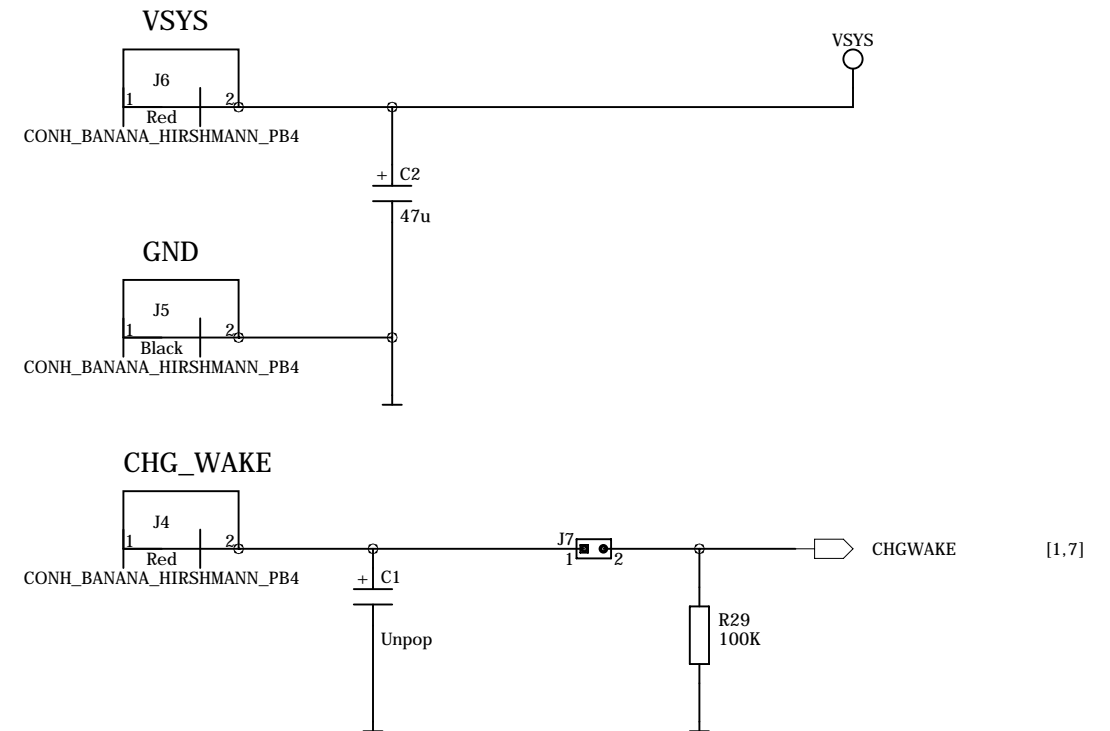 VSYS
VSYS
J6
1 2
Red
CONH_BANANA_HIRSHMANN_PB4
+ C2
47u
GND
J5
1 2
Black
CONH_BANANA_HIRSHMANN_PB4
CHG_WAKE
J4
1 2
Red
CONH_BANANA_HIRSHMANN_PB4
J7
1 2
CHGWAKE [1,7]
+ C1
Unpop
R29
100K